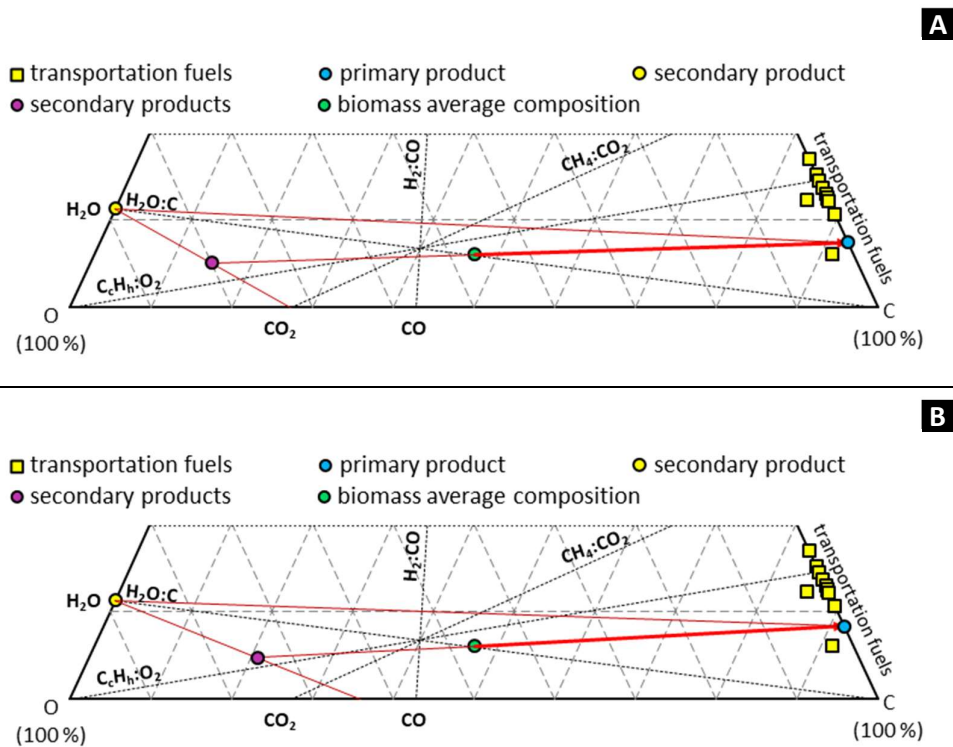 A
transportation fuels
primary product
secondary product
secondary products
biomass average composition
H₂O
H₂O:C
H₂:CO
CH₄:CO₂
transportation fuels
CcHh:O₂
O
(100 %)
CO₂
CO
C
(100 %)
B
transportation fuels
primary product
secondary product
secondary products
biomass average composition
H₂O
H₂O:C
H₂:CO
CH₄:CO₂
transportation fuels
CcHh:O₂
O
(100 %)
CO₂
CO
C
(100 %)